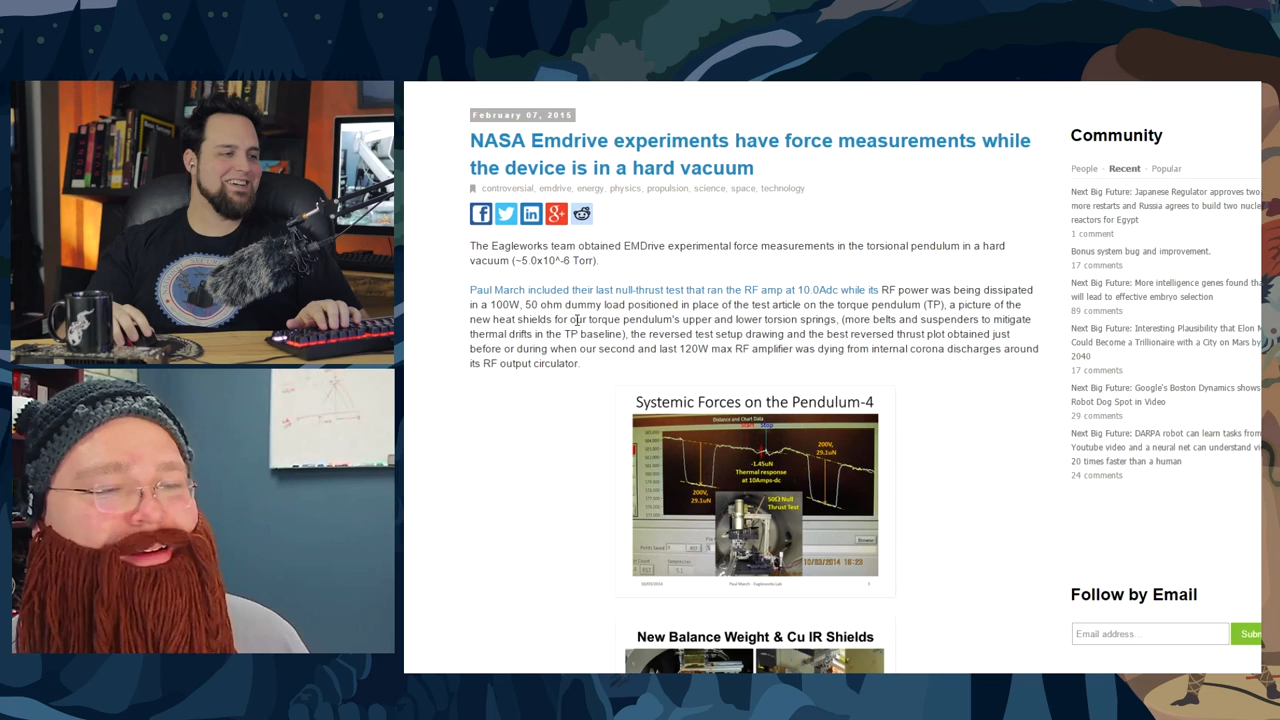 February 07, 2015
NASA Emdrive experiments have force measurements while
the device is in a hard vacuum
controversial, emdrive, energy, physics, propulsion, science, space, technology
The Eagleworks team obtained EMDrive experimental force measurements in the torsional pendulum in a hard
vacuum (~5.0x10^-6 Torr).
Paul March included their last null-thrust test that ran the RF amp at 10.0Adc while its RF power was being dissipated
in a 100W, 50 ohm dummy load positioned in place of the test article on the torque pendulum (TP), a picture of the
new heat shields for our torque pendulum's upper and lower torsion springs, (more belts and suspenders to mitigate
thermal drifts in the TP baseline), the reversed test setup drawing and the best reversed thrust plot obtained just
before or during when our second and last 120W max RF amplifier was dying from internal corona discharges around
its RF output circulator.
Systemic Forces on the Pendulum-4
Distance and Chart Data
Start Stop
-1.45uN
Thermal response
at 10Amps-dc
200V,
29.1uN
200V,
29.1uN
50Ω Null
Thrust Test
Browse
10/03/2014 16:23
Paul March - Eagleworks Lab
New Balance Weight & Cu IR Shields
Community
People · Recent · Popular
Next Big Future: Japanese Regulator approves two
more restarts and Russia agrees to build two nucle
reactors for Egypt
1 comment
Bonus system bug and improvement.
17 comments
Next Big Future: More intelligence genes found tha
will lead to effective embryo selection
89 comments
Next Big Future: Interesting Plausibility that Elon M
Could Become a Trillionaire with a City on Mars by
2040
17 comments
Next Big Future: Google's Boston Dynamics shows
Robot Dog Spot in Video
29 comments
Next Big Future: DARPA robot can learn tasks from
Youtube video and a neural net can understand vi
20 times faster than a human
24 comments
Follow by Email
Email address...
Subn